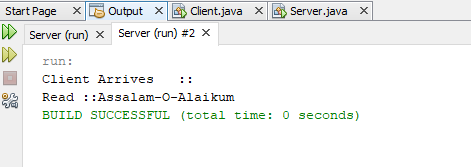 Start Page Output Client.java Server.java
Server (run) Server (run) #2
run:
Client Arrives   ::
Read ::Assalam-O-Alaikum
BUILD SUCCESSFUL (total time: 0 seconds)